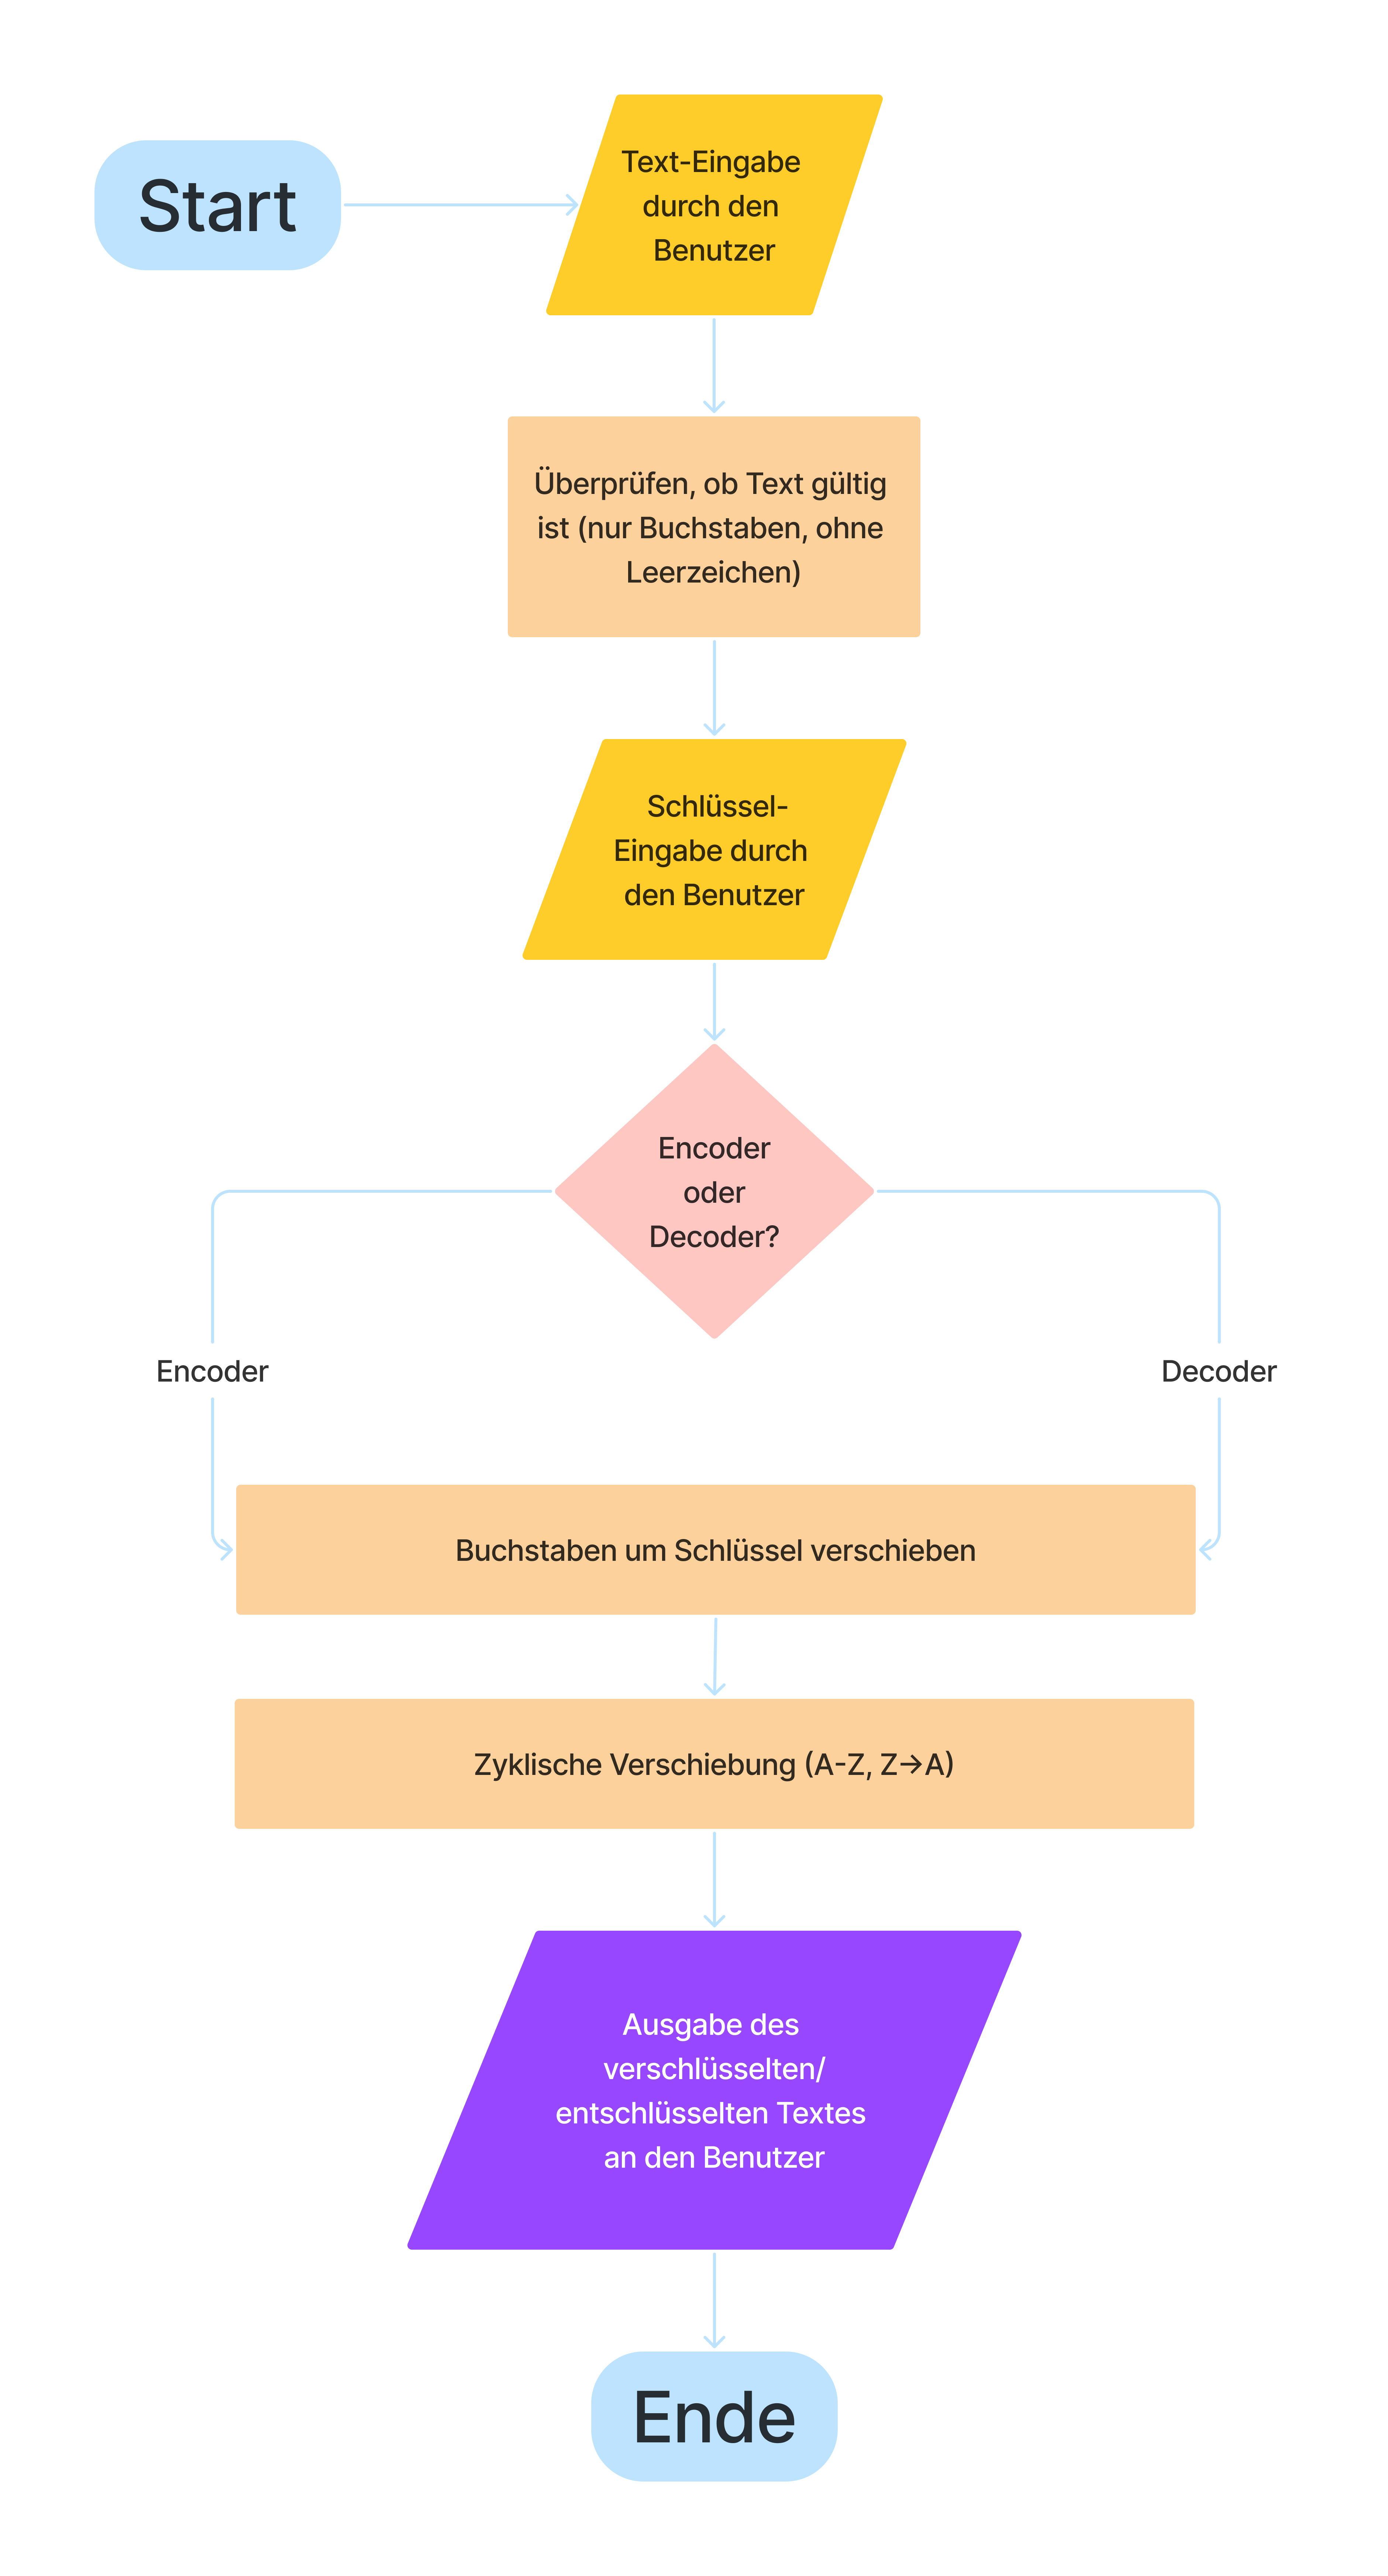 Start
Text-Eingabe
durch den
Benutzer
Überprüfen, ob Text gültig
ist (nur Buchstaben, ohne
Leerzeichen)
Schlüssel-
Eingabe durch
den Benutzer
Encoder
oder
Decoder?
Encoder
Decoder
Buchstaben um Schlüssel verschieben
Zyklische Verschiebung (A-Z, Z→A)
Ausgabe des
verschlüsselten/
entschlüsselten Textes
an den Benutzer
Ende